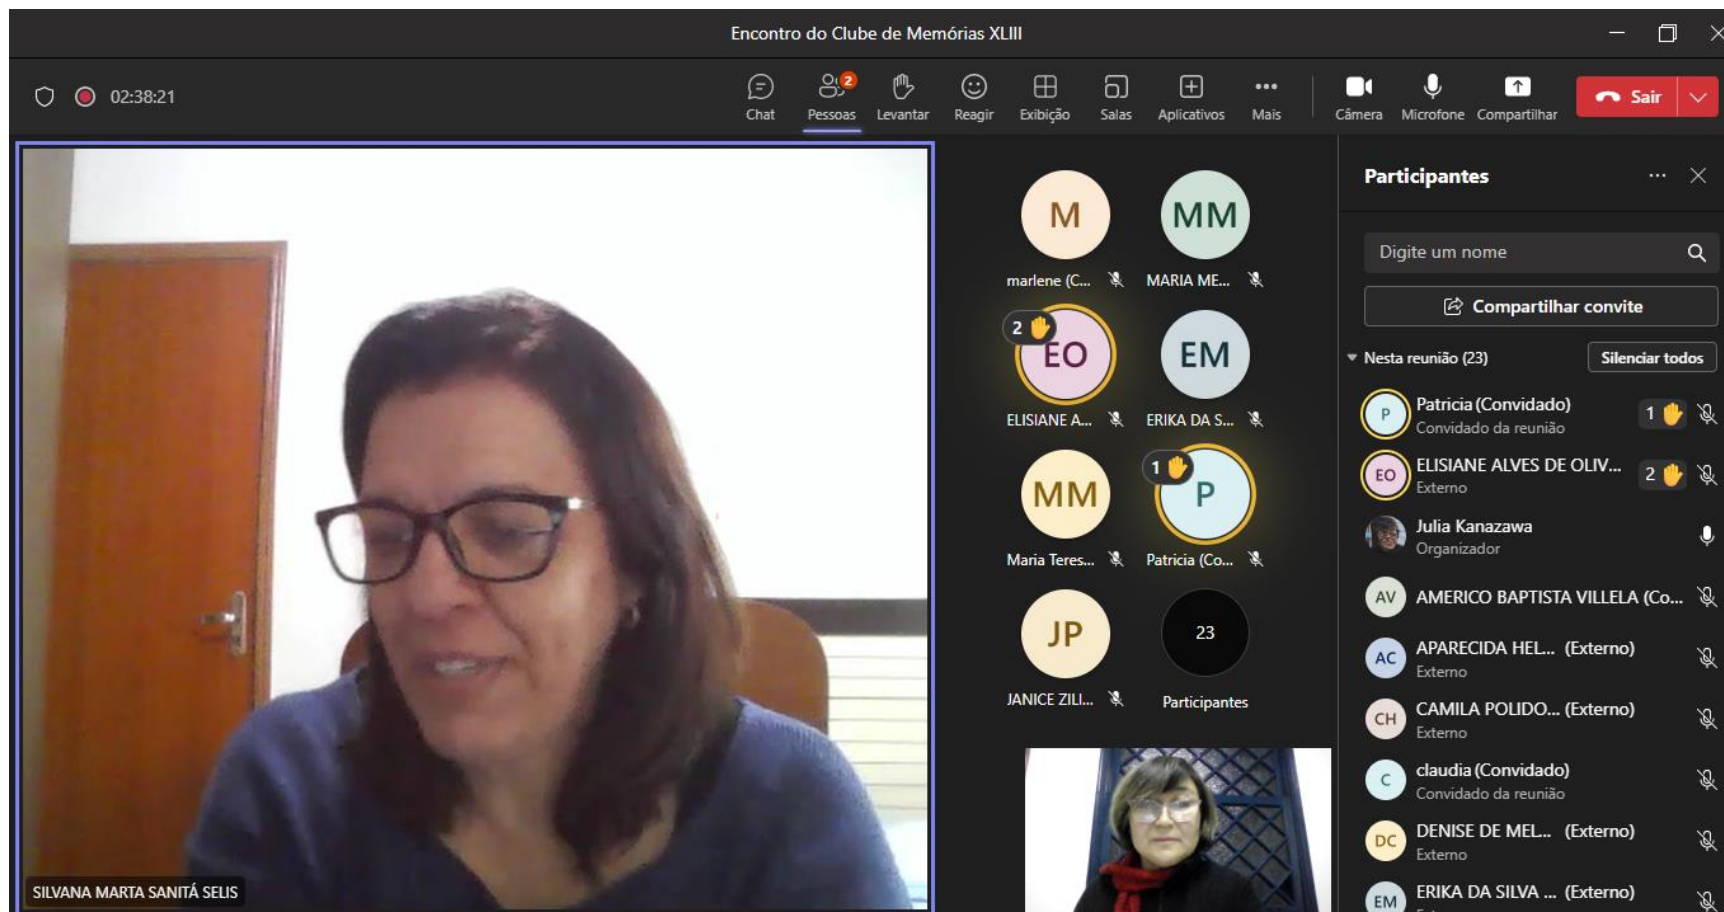 Encontro do Clube de Memórias XLIII
02:38:21
Chat
2
Pessoas
Levantar
Reagir
Exibição
Salas
Aplicativos
Mais
Câmera
Microfone
Compartilhar
Sair
SILVANA MARTA SANITÁ SELIS
M
MM
marlene (C...
MARIA ME...
2
EO
EM
ELISIANE A...
ERIKA DA S...
MM
1
P
Maria Teres...
Patricia (Co...
JP
23
JANICE ZILI...
Participantes
Participantes
Digite um nome
Compartilhar convite
Nesta reunião (23)
Silenciar todos
P
Patricia (Convidado)
Convidado da reunião
1
EO
ELISIANE ALVES DE OLIV...
Externo
2
Julia Kanazawa
Organizador
AV
AMERICO BAPTISTA VILLELA (Co...
AC
APARECIDA HEL... (Externo)
Externo
CH
CAMILA POLIDO... (Externo)
Externo
C
claudia (Convidado)
Convidado da reunião
DC
DENISE DE MEL... (Externo)
Externo
EM
ERIKA DA SILVA ... (Externo)